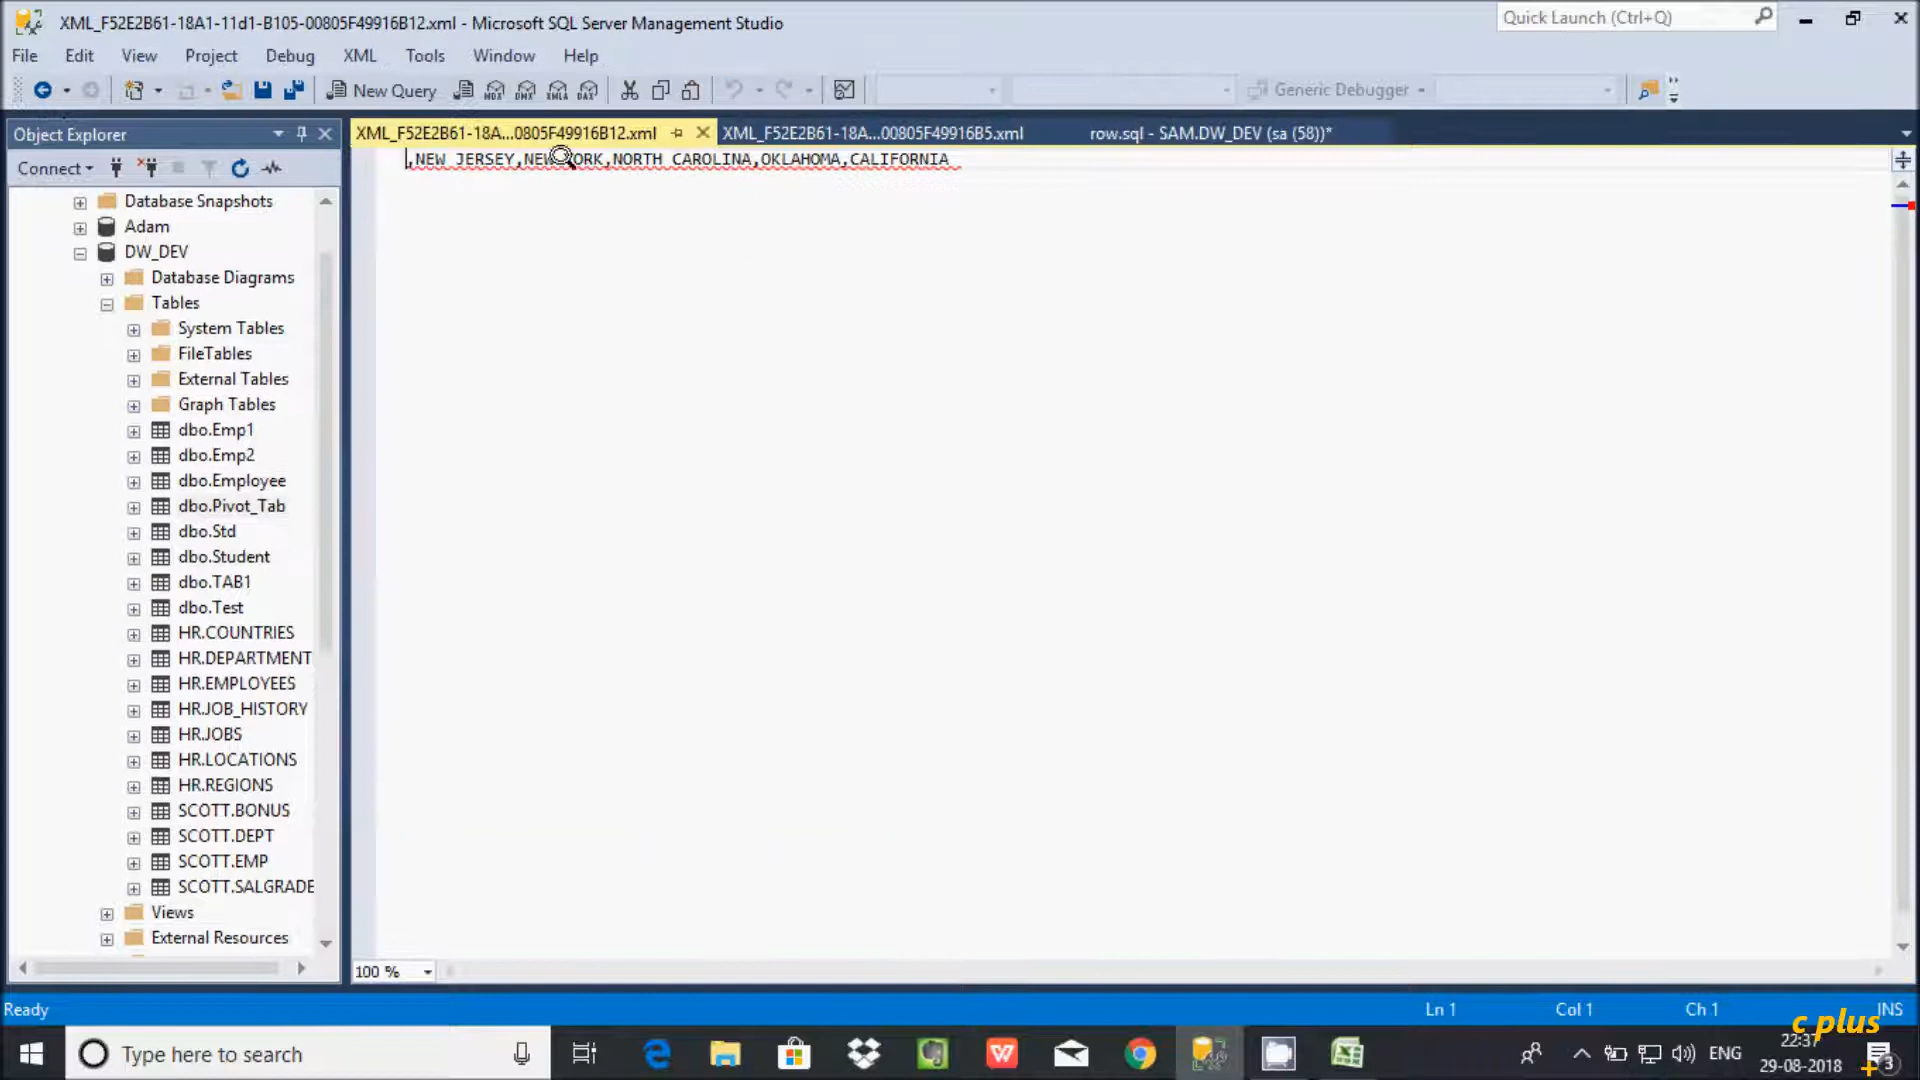 XML_F52E2B61-18A1-11d1-B105-00805F49916B12.xml - Microsoft SQL Server Management Studio
Quick Launch (Ctrl+Q)
File Edit View Project Debug XML Tools Window Help
New Query MDX DMX XMLA DAX Generic Debugger
Object Explorer
XML_F52E2B61-18A...0805F49916B12.xml XML_F52E2B61-18A...00805F49916B5.xml row.sql - SAM.DW_DEV (sa (58))*
,NEW JERSEY,NEW YORK,NORTH CAROLINA,OKLAHOMA,CALIFORNIA
Connect
Database Snapshots
Adam
DW_DEV
Database Diagrams
Tables
System Tables
FileTables
External Tables
Graph Tables
dbo.Emp1
dbo.Emp2
dbo.Employee
dbo.Pivot_Tab
dbo.Std
dbo.Student
dbo.TAB1
dbo.Test
HR.COUNTRIES
HR.DEPARTMENT
HR.EMPLOYEES
HR.JOB_HISTORY
HR.JOBS
HR.LOCATIONS
HR.REGIONS
SCOTT.BONUS
SCOTT.DEPT
SCOTT.EMP
SCOTT.SALGRADE
Views
External Resources
100 %
Ready Ln 1 Col 1 Ch 1 INS
c plus
+
Type here to search
ENG
22:37
29-08-2018
3